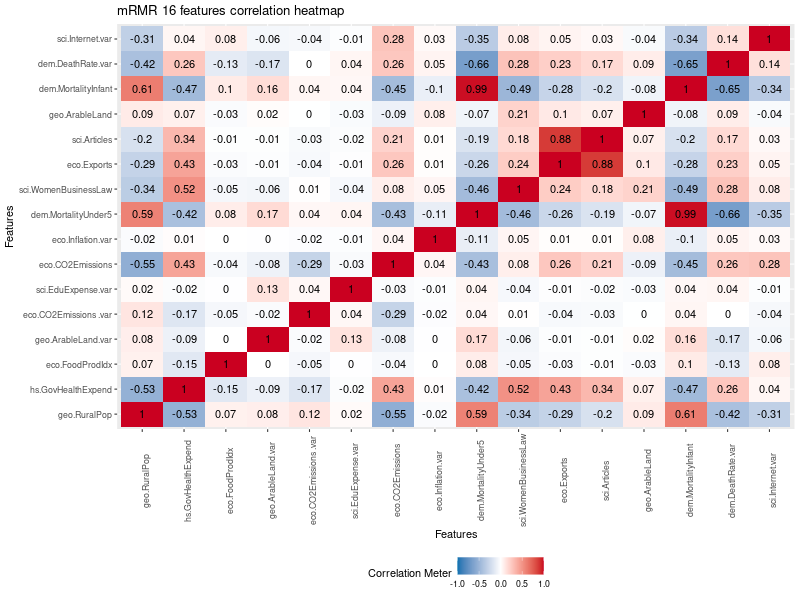 mRMR 16 features correlation heatmap
Features
sci.Internet.var -0.31 0.04 0.08 -0.06 -0.04 -0.01 0.28 0.03 -0.35 0.08 0.05 0.03 -0.04 -0.34 0.14 1
dem.DeathRate.var -0.42 0.26 -0.13 -0.17 0 0.04 0.26 0.05 -0.66 0.28 0.23 0.17 0.09 -0.65 1 0.14
dem.MortalityInfant 0.61 -0.47 0.1 0.16 0.04 0.04 -0.45 -0.1 0.99 -0.49 -0.28 -0.2 -0.08 1 -0.65 -0.34
geo.ArableLand 0.09 0.07 -0.03 0.02 0 -0.03 -0.09 0.08 -0.07 0.21 0.1 0.07 1 -0.08 0.09 -0.04
sci.Articles -0.2 0.34 -0.01 -0.01 -0.03 -0.02 0.21 0.01 -0.19 0.18 0.88 1 0.07 -0.2 0.17 0.03
eco.Exports -0.29 0.43 -0.03 -0.01 -0.04 -0.01 0.26 0.01 -0.26 0.24 1 0.88 0.1 -0.28 0.23 0.05
sci.WomenBusinessLaw -0.34 0.52 -0.05 -0.06 0.01 -0.04 0.08 0.05 -0.46 1 0.24 0.18 0.21 -0.49 0.28 0.08
dem.MortalityUnder5 0.59 -0.42 0.08 0.17 0.04 0.04 -0.43 -0.11 1 -0.46 -0.26 -0.19 -0.07 0.99 -0.66 -0.35
eco.Inflation.var -0.02 0.01 0 0 -0.02 -0.01 0.04 1 -0.11 0.05 0.01 0.01 0.08 -0.1 0.05 0.03
eco.CO2Emissions -0.55 0.43 -0.04 -0.08 -0.29 -0.03 1 0.04 -0.43 0.08 0.26 0.21 -0.09 -0.45 0.26 0.28
sci.EduExpense.var 0.02 -0.02 0 0.13 0.04 1 -0.03 -0.01 0.04 -0.04 -0.01 -0.02 -0.03 0.04 0.04 -0.01
eco.CO2Emissions .var 0.12 -0.17 -0.05 -0.02 1 0.04 -0.29 -0.02 0.04 0.01 -0.04 -0.03 0 0.04 0 -0.04
geo.ArableLand.var 0.08 -0.09 0 1 -0.02 0.13 -0.08 0 0.17 -0.06 -0.01 -0.01 0.02 0.16 -0.17 -0.06
eco.FoodProdIdx 0.07 -0.15 1 0 -0.05 0 -0.04 0 0.08 -0.05 -0.03 -0.01 -0.03 0.1 -0.13 0.08
hs.GovHealthExpend -0.53 1 -0.15 -0.09 -0.17 -0.02 0.43 0.01 -0.42 0.52 0.43 0.34 0.07 -0.47 0.26 0.04
geo.RuralPop 1 -0.53 0.07 0.08 0.12 0.02 -0.55 -0.02 0.59 -0.34 -0.29 -0.2 0.09 0.61 -0.42 -0.31
geo.RuralPop
hs.GovHealthExpend
eco.FoodProdIdx
geo.ArableLand.var
eco.CO2Emissions .var
sci.EduExpense.var
eco.CO2Emissions
eco.Inflation.var
dem.MortalityUnder5
sci.WomenBusinessLaw
eco.Exports
sci.Articles
geo.ArableLand
dem.MortalityInfant
dem.DeathRate.var
sci.Internet.var
Features
Correlation Meter
-1.0 -0.5 0.0 0.5 1.0